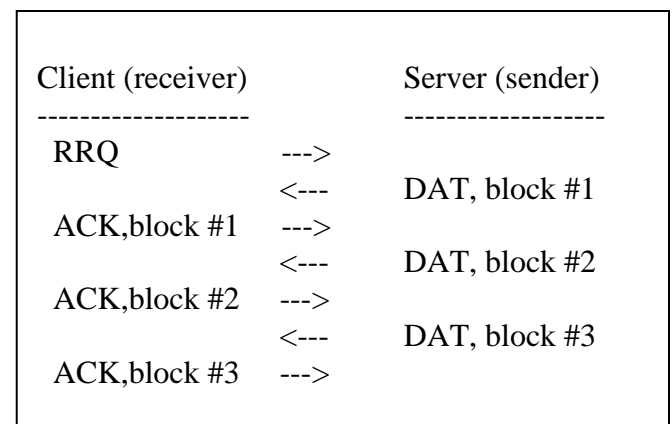 Client (receiver) Server (sender)
-------------------- -------------------
RRQ --->
<--- DAT, block #1
ACK,block #1 --->
<--- DAT, block #2
ACK,block #2 --->
<--- DAT, block #3
ACK,block #3 --->